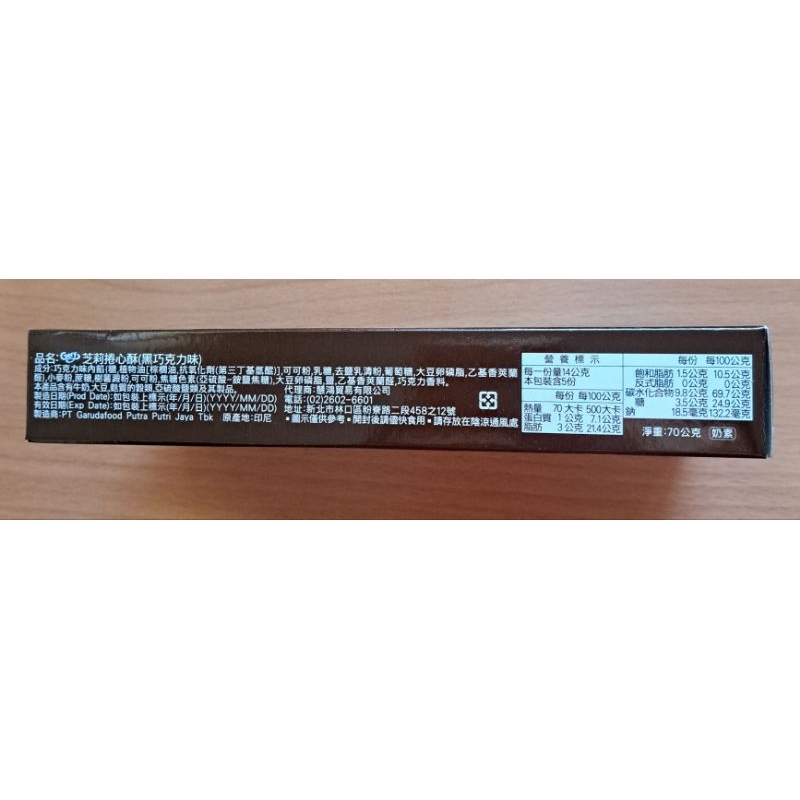 品名:Gery芝莉捲心酥(黑巧克力味)
成分:巧克力味內餡(糖,植物油[棕櫚油,抗氧化劑(第三丁基氫醌)],可可粉,乳糖,去鹽乳清粉,葡萄糖,大豆卵磷脂,乙基香莢蘭
醛),小麥粉,蔗糖,樹薯澱粉,可可粉,焦糖色素(亞硫酸-銨鹽焦糖),大豆卵磷脂,鹽,乙基香莢蘭醛,巧克力香料。
本產品含有牛奶,大豆,麩質的穀類,亞硫酸鹽類及其製品 代理商:豐鴻貿易有限公司
製造日期(Prod Date):如包裝上標示(年/月/日)(YYYY/MM/DD) 電話:(02)2602-6601
有效日期(Exp Date):如包裝上標示(年/月/日)(YYYY/MM/DD) 地址:新北市林口區粉寮路二段458之12號
製造商:PT Garudafood Putra Putri Jaya Tbk 原產地:印尼 •圖示僅供參考•開封後請儘快食用•請存放在陰涼通風處
營養標示
每一份量14公克
本包裝含5份
每份 每100公克
熱量 70 大卡 500大卡
蛋白質 1 公克 7.1公克
脂肪 3 公克 21.4公克
每份 每100公克
飽和脂肪 1.5公克 10.5公克
反式脂肪 0公克 0公克
碳水化合物 9.8公克 69.7公克
糖 3.5公克 24.9公克
鈉 18.5毫克 132.2毫克
淨重:70公克 奶素